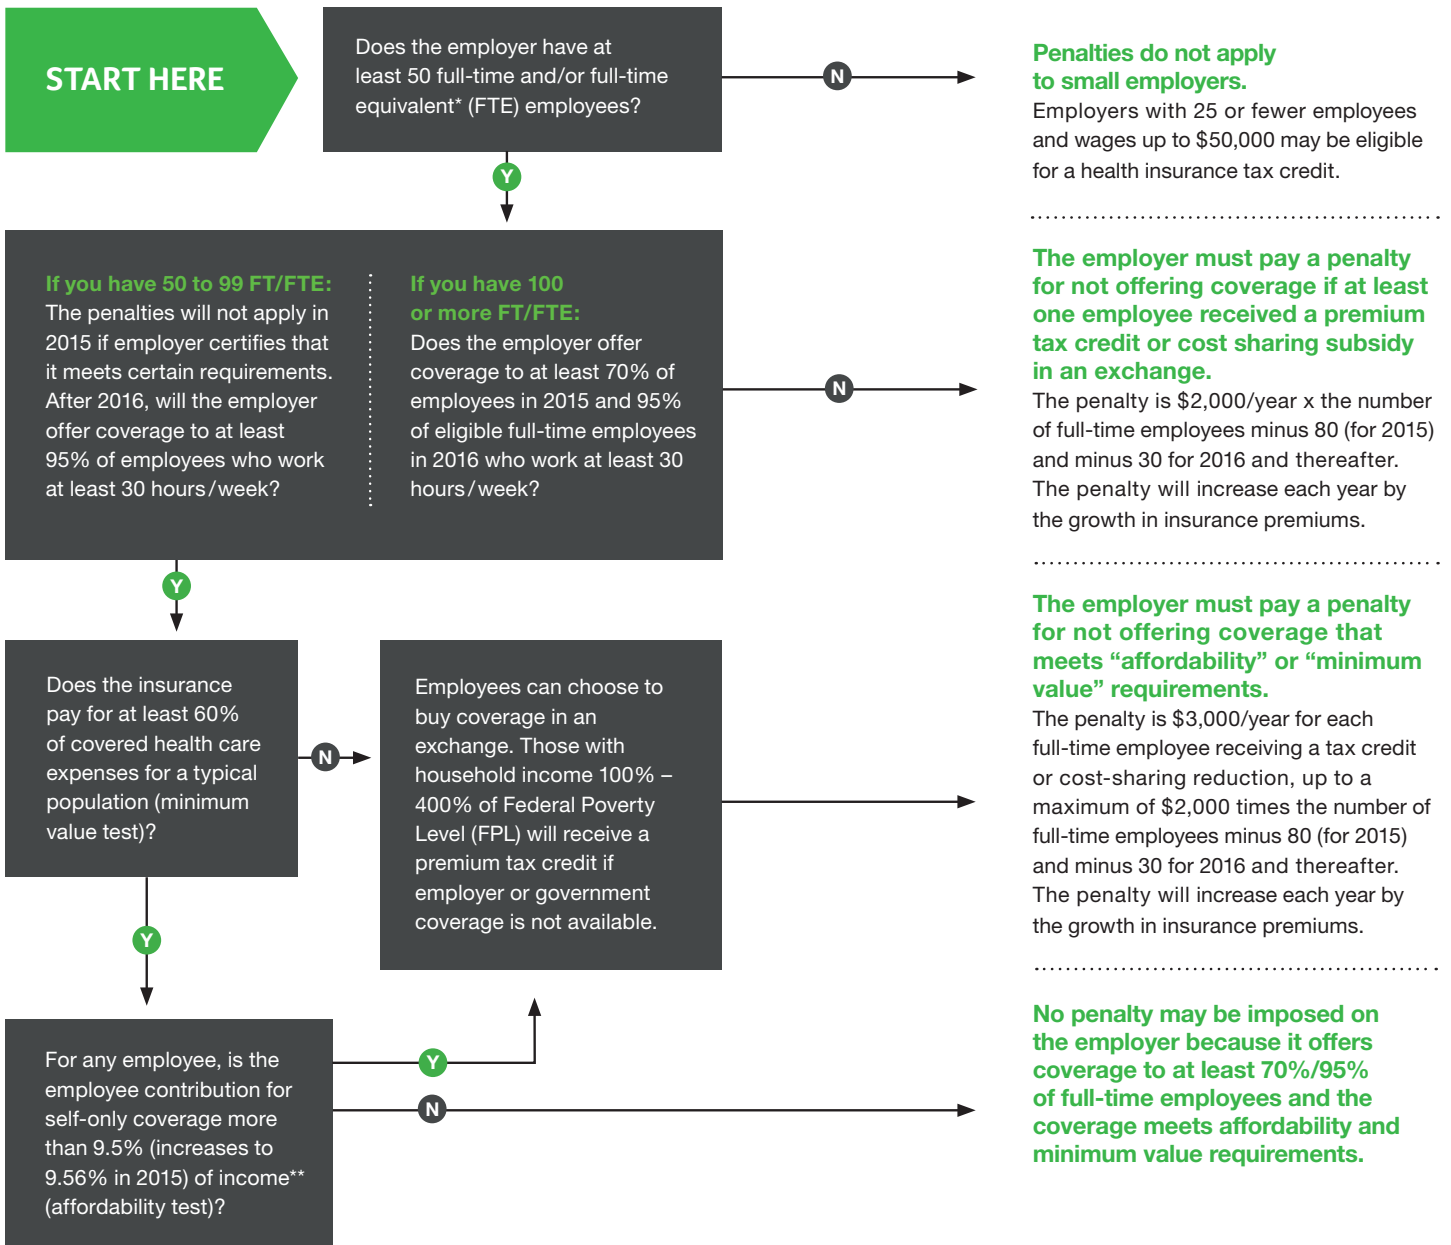 START HERE
Does the employer have at
least 50 full-time and/or full-time
equivalent* (FTE) employees?
N
Penalties do not apply
to small employers.
Employers with 25 or fewer employees
and wages up to $50,000 may be eligible
for a health insurance tax credit.
Y
If you have 50 to 99 FT/FTE:
The penalties will not apply in
2015 if employer certifies that
it meets certain requirements.
After 2016, will the employer
offer coverage to at least
95% of employees who work
at least 30 hours/week?
If you have 100
or more FT/FTE:
Does the employer offer
coverage to at least 70% of
employees in 2015 and 95%
of eligible full-time employees
in 2016 who work at least 30
hours/week?
N
The employer must pay a penalty
for not offering coverage if at least
one employee received a premium
tax credit or cost sharing subsidy
in an exchange.
The penalty is $2,000/year x the number
of full-time employees minus 80 (for 2015)
and minus 30 for 2016 and thereafter.
The penalty will increase each year by
the growth in insurance premiums.
Y
Does the insurance
pay for at least 60%
of covered health care
expenses for a typical
population (minimum
value test)?
N
Employees can choose to
buy coverage in an
exchange. Those with
household income 100% –
400% of Federal Poverty
Level (FPL) will receive a
premium tax credit if
employer or government
coverage is not available.
The employer must pay a penalty
for not offering coverage that
meets “affordability” or “minimum
value” requirements.
The penalty is $3,000/year for each
full-time employee receiving a tax credit
or cost-sharing reduction, up to a
maximum of $2,000 times the number of
full-time employees minus 80 (for 2015)
and minus 30 for 2016 and thereafter.
The penalty will increase each year by
the growth in insurance premiums.
Y
For any employee, is the
employee contribution for
self-only coverage more
than 9.5% (increases to
9.56% in 2015) of income**
(affordability test)?
Y
N
No penalty may be imposed on
the employer because it offers
coverage to at least 70%/95%
of full-time employees and the
coverage meets affordability and
minimum value requirements.